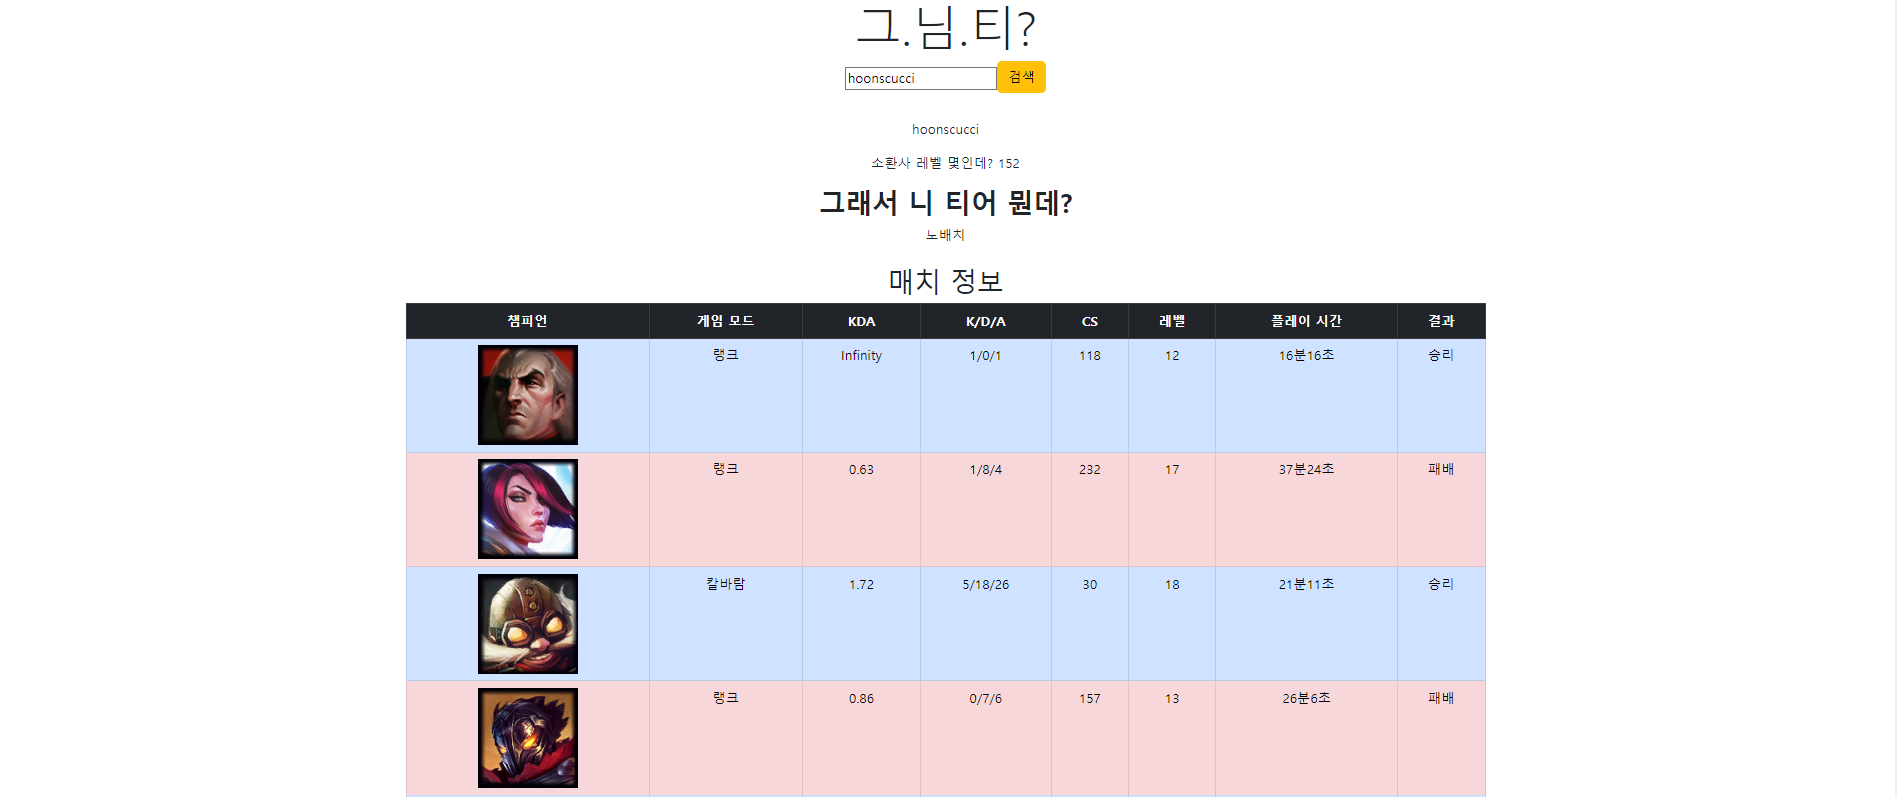 그.님.티?
hoonscucci 검색
hoonscucci
소환사 레벨 몇인데? 152
그래서 니 티어 뭔데?
노배치
매치 정보
챔피언 게임 모드 KDA K/D/A CS 레벨 플레이 시간 결과
랭크 Infinity 1/0/1 118 12 16분16초 승리
랭크 0.63 1/8/4 232 17 37분24초 패배
칼바람 1.72 5/18/26 30 18 21분11초 승리
랭크 0.86 0/7/6 157 13 26분6초 패배